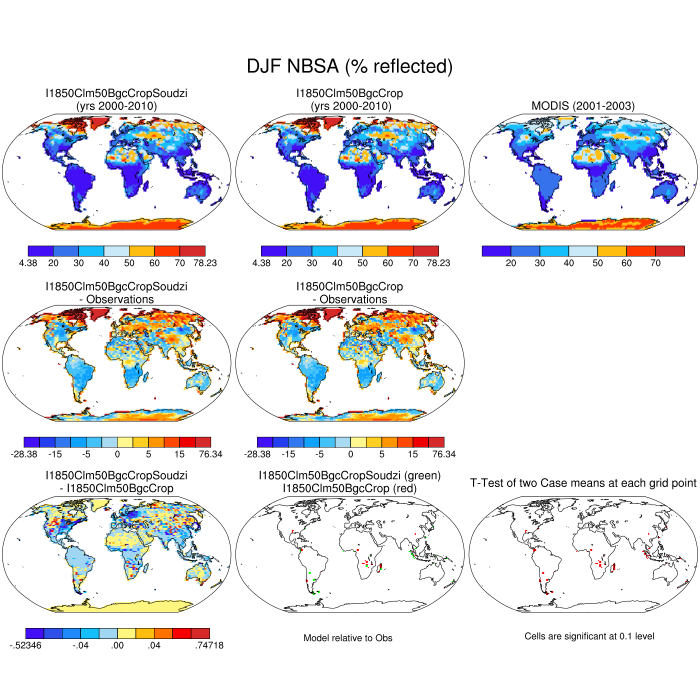 DJF NBSA (% reflected)
I1850Clm50BgcCropSoudzi
(yrs 2000-2010)
I1850Clm50BgcCrop
(yrs 2000-2010)
MODIS (2001-2003)
4.38 20 30 40 50 60 70 78.23
4.38 20 30 40 50 60 70 78.23
20 30 40 50 60 70
I1850Clm50BgcCropSoudzi
- Observations
I1850Clm50BgcCrop
- Observations
-28.38 -15 -5 0 5 15 76.34
-28.38 -15 -5 0 5 15 76.34
I1850Clm50BgcCropSoudzi
- I1850Clm50BgcCrop
I1850Clm50BgcCropSoudzi (green)
I1850Clm50BgcCrop (red)
T-Test of two Case means at each grid point
-.52346 -.04 .00 .04 .74718
Model relative to Obs
Cells are significant at 0.1 level